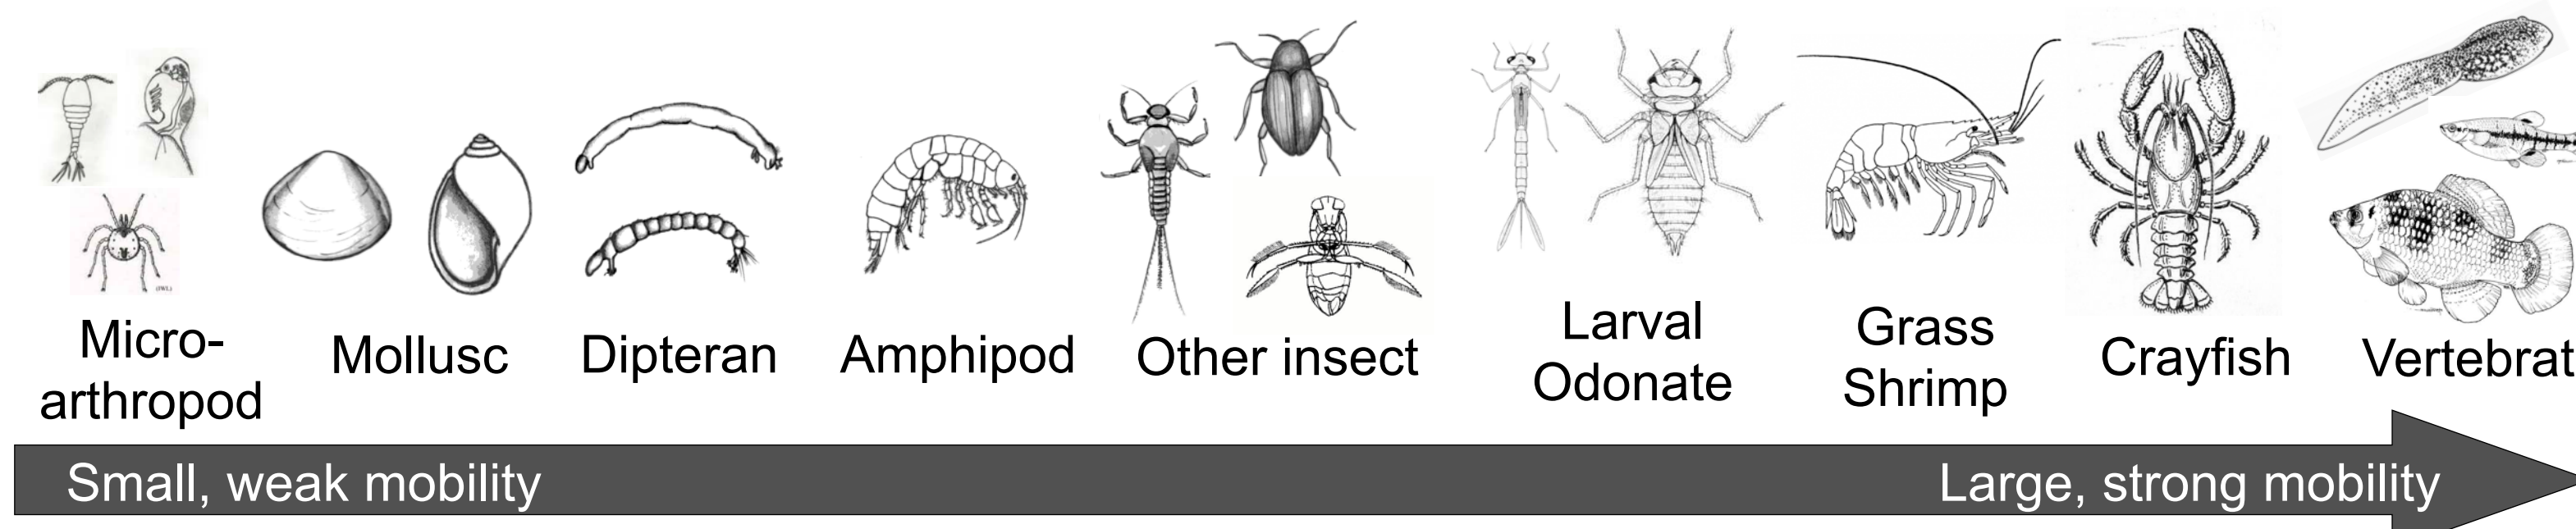 Micro-
arthropod
Mollusc
Dipteran
Amphipod
Other insect
Larval
Odonate
Grass
Shrimp
Crayfish
Vertebrat
Small, weak mobility
Large, strong mobility